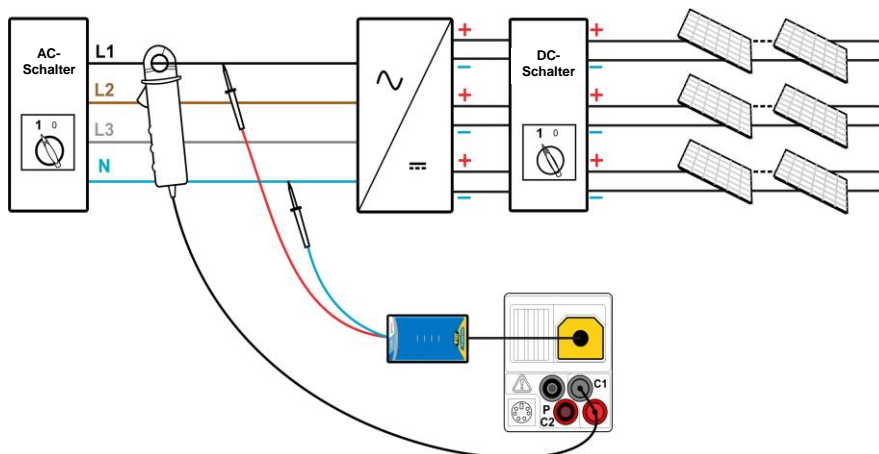 AC-
Schalter
L1
L2
L3
N
1 0
+
−
+
−
+
−
DC-
Schalter
1 0
+
−
+
−
+
−
C1
P
C2